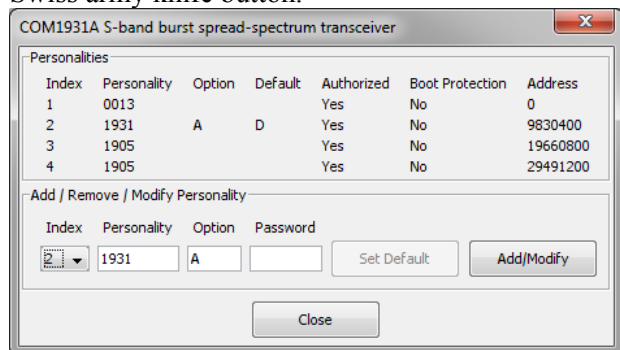 Swiss army knife button.
COM1931A S-band burst spread-spectrum transceiver
Personalities
Index Personality Option Default Authorized Boot Protection Address
1 0013 Yes No 0
2 1931 A D Yes No 9830400
3 1905 Yes No 19660800
4 1905 Yes No 29491200
Add / Remove / Modify Personality
Index Personality Option Password
2 1931 A Set Default Add/Modify
Close